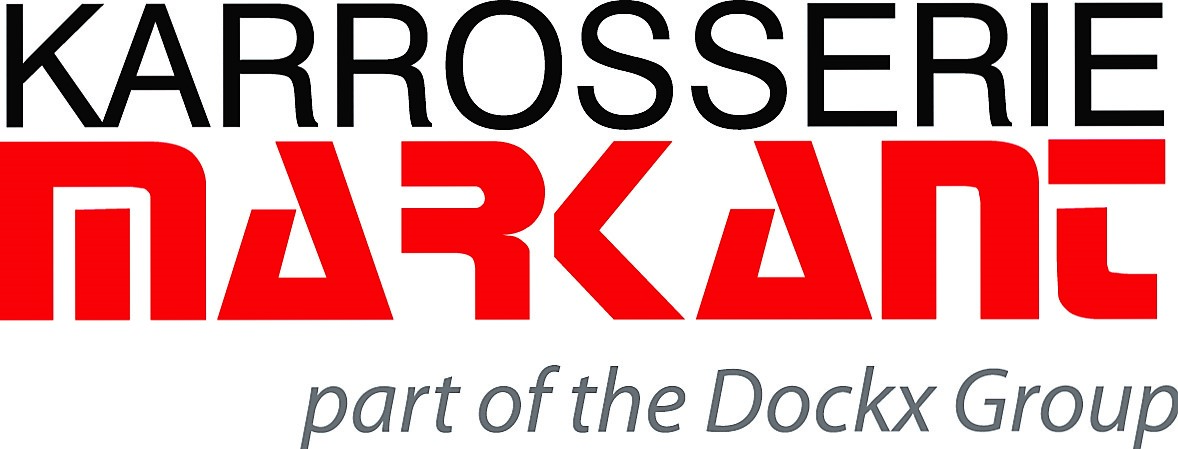 KARROSSERIE
MARKANT
part of the Dockx Group